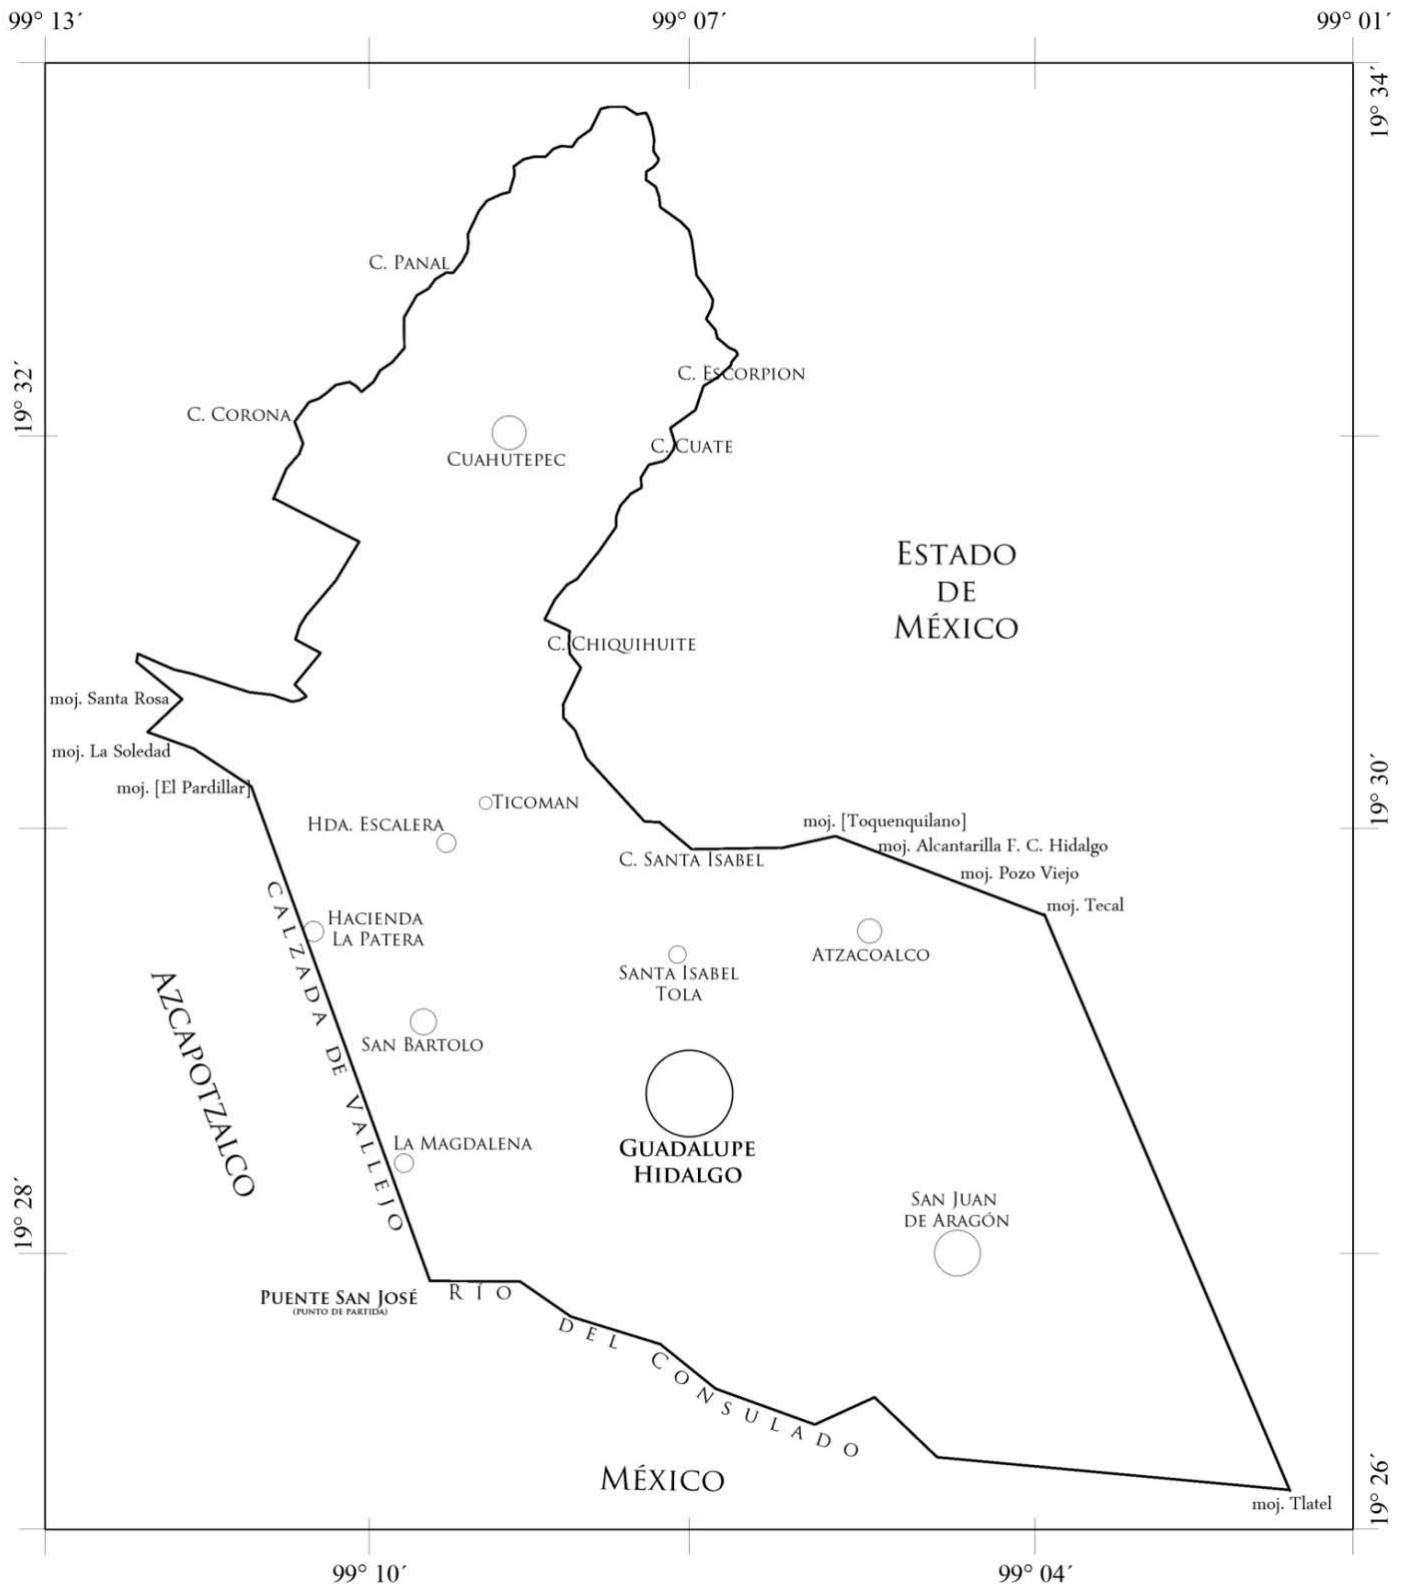 99° 13´
99° 07´
99° 01´
19° 34´
C. PANAL
19° 32´
C. ESCORPION
C. CORONA
C. CUATE
CUAHUTEPEC
ESTADO
DE
MÉXICO
C. CHIQUIHUITE
moj. Santa Rosa
moj. La Soledad
moj. [El Pardillar]
19° 30´
TICOMAN
HDA. ESCALERA
moj. [Toquenquilano]
moj. Alcantarilla F. C. Hidalgo
C. SANTA ISABEL
moj. Pozo Viejo
moj. Tecal
HACIENDA
LA PATERA
CALZADA DE VALLEJO
ATZACOALCO
SANTA ISABEL
TOLA
AZCAPOTZALCO
SAN BARTOLO
LA MAGDALENA
GUADALUPE
HIDALGO
19° 28´
SAN JUAN
DE ARAGÓN
PUENTE SAN JOSÉ
(PUNTO DE PARTIDA)
RÍO DEL CONSULADO
MÉXICO
19° 26´
moj. Tlatel
99° 10´
99° 04´